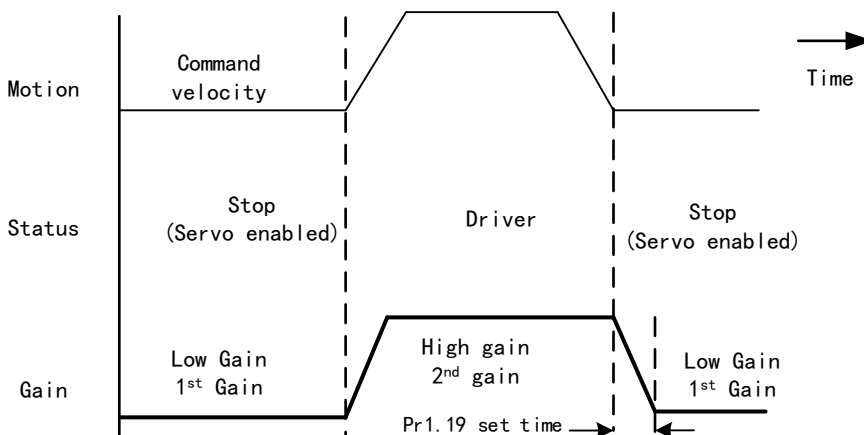 Command
velocity
Motion
Time
Stop
(Servo enabled)
Driver
Stop
(Servo enabled)
Status
Low Gain
1st Gain
High gain
2nd gain
Low Gain
1st Gain
Gain
Pr1.19 set time